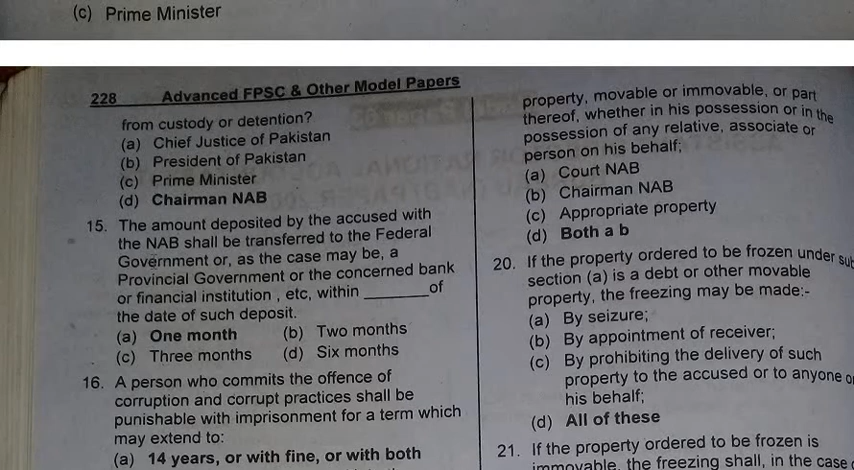 (c) Prime Minister
228 Advanced FPSC & Other Model Papers
from custody or detention?
(a) Chief Justice of Pakistan
(b) President of Pakistan
(c) Prime Minister
(d) Chairman NAB
15. The amount deposited by the accused with
the NAB shall be transferred to the Federal
Government or, as the case may be, a
Provincial Government or the concerned bank
or financial institution , etc, within ________of
the date of such deposit.
(a) One month (b) Two months
(c) Three months (d) Six months
16. A person who commits the offence of
corruption and corrupt practices shall be
punishable with imprisonment for a term which
may extend to:
(a) 14 years, or with fine, or with both
property, movable or immovable, or part
thereof, whether in his possession or in the
possession of any relative, associate or
person on his behalf;
(a) Court NAB
(b) Chairman NAB
(c) Appropriate property
(d) Both a b
20. If the property ordered to be frozen under sub
section (a) is a debt or other movable
property, the freezing may be made:-
(a) By seizure;
(b) By appointment of receiver;
(c) By prohibiting the delivery of such
property to the accused or to anyone o
his behalf;
(d) All of these
21. If the property ordered to be frozen is
immovable, the freezing shall, in the case